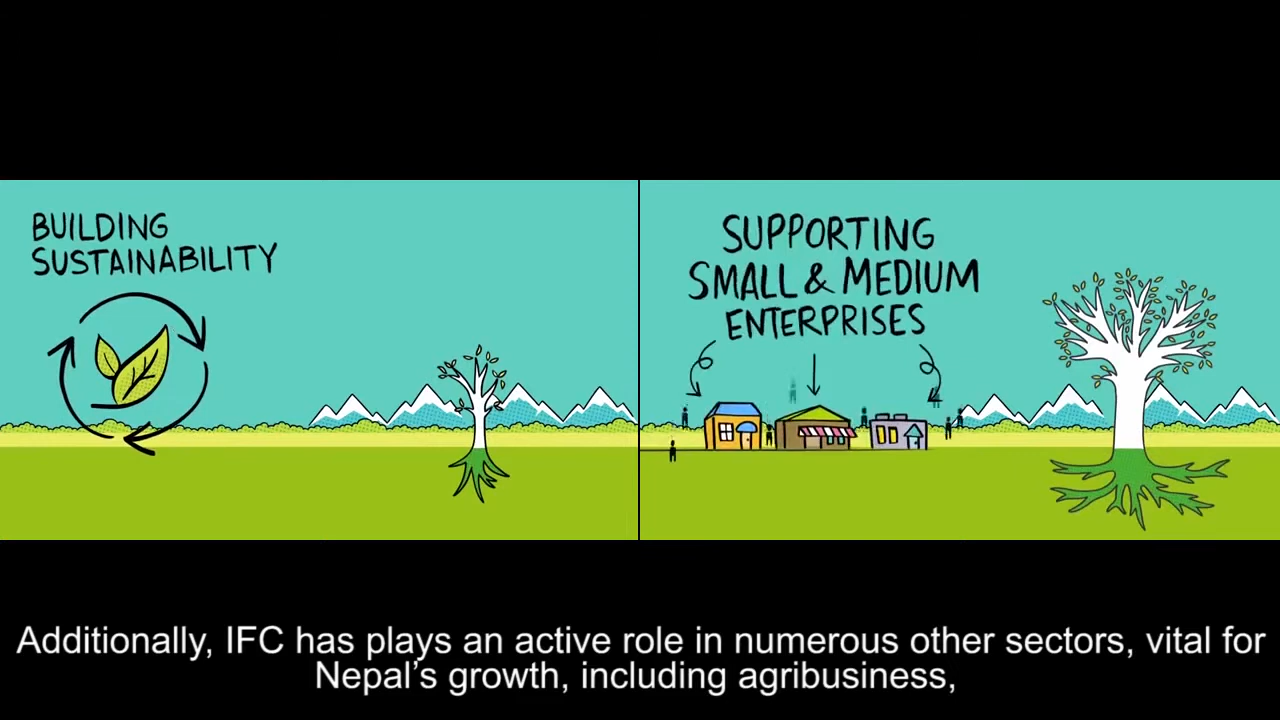 BUILDING
SUSTAINABILITY
SUPPORTING
SMALL & MEDIUM
ENTERPRISES
Additionally, IFC has plays an active role in numerous other sectors, vital for
Nepal’s growth, including agribusiness,